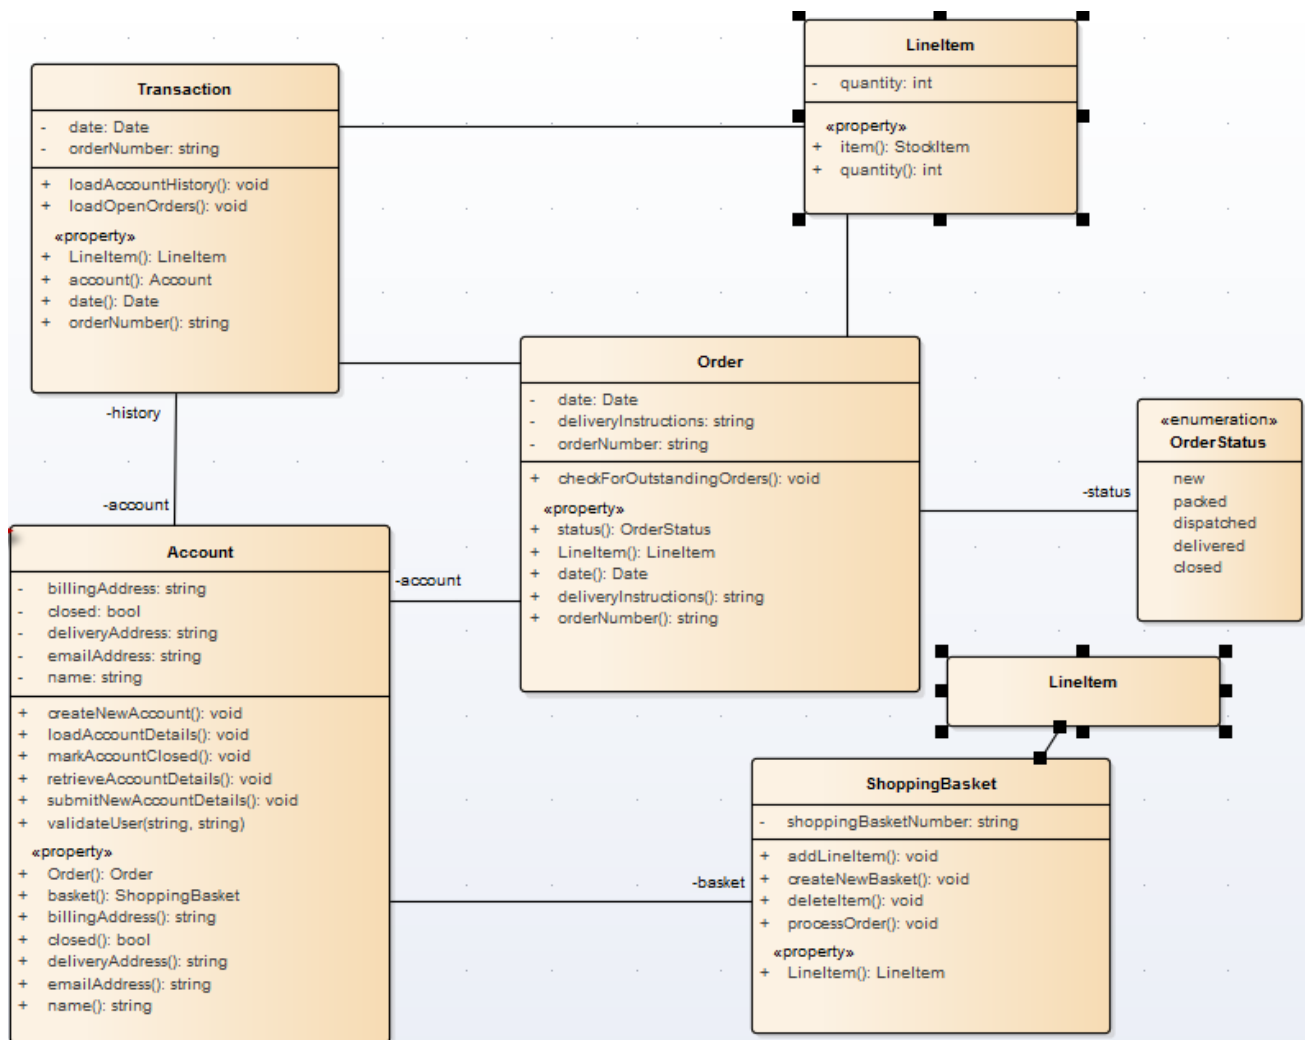 LineItem
- quantity: int
«property»
+ item(): StockItem
+ quantity(): int
Transaction
- date: Date
- orderNumber: string
+ loadAccountHistory(): void
+ loadOpenOrders(): void
«property»
+ LineItem(): LineItem
+ account(): Account
+ date(): Date
+ orderNumber(): string
-history
-account
Order
- date: Date
- deliveryInstructions: string
- orderNumber: string
+ checkForOutstandingOrders(): void
«property»
+ status(): OrderStatus
+ LineItem(): LineItem
+ date(): Date
+ deliveryInstructions(): string
+ orderNumber(): string
-status
«enumeration»
OrderStatus
new
packed
dispatched
delivered
closed
-account
Account
- billingAddress: string
- closed: bool
- deliveryAddress: string
- emailAddress: string
- name: string
+ createNewAccount(): void
+ loadAccountDetails(): void
+ markAccountClosed(): void
+ retrieveAccountDetails(): void
+ submitNewAccountDetails(): void
+ validateUser(string, string)
«property»
+ Order(): Order
+ basket(): ShoppingBasket
+ billingAddress(): string
+ closed(): bool
+ deliveryAddress(): string
+ emailAddress(): string
+ name(): string
LineItem
-basket
ShoppingBasket
- shoppingBasketNumber: string
+ addLineItem(): void
+ createNewBasket(): void
+ deleteItem(): void
+ processOrder(): void
«property»
+ LineItem(): LineItem